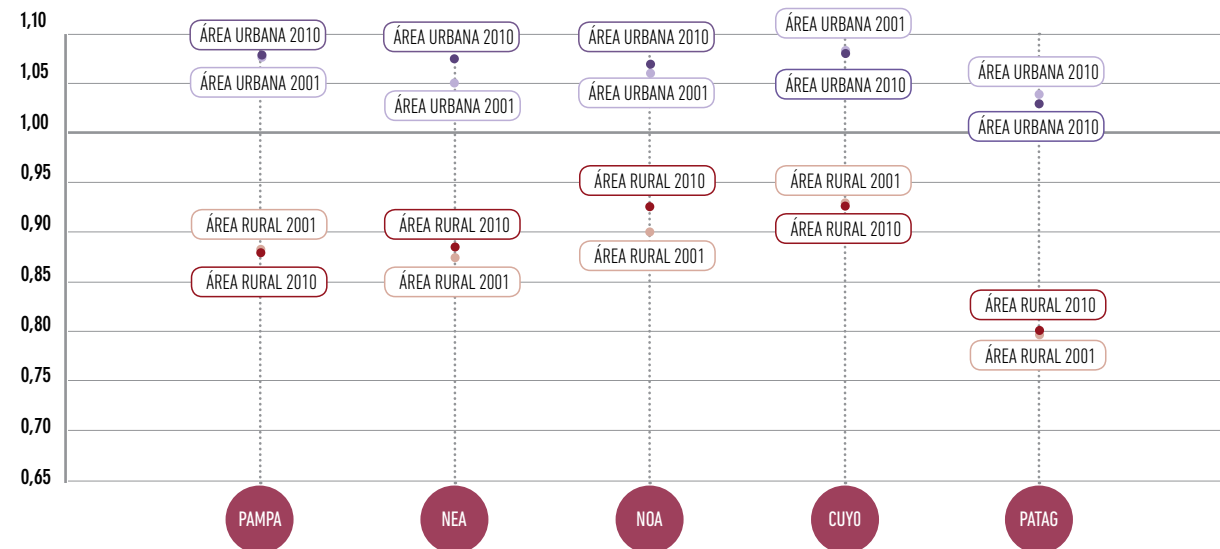 1,10
1,05
1,00
0,95
0,90
0,85
0,80
0,75
0,70
0,65
ÁREA URBANA 2010
ÁREA URBANA 2001
ÁREA RURAL 2001
ÁREA RURAL 2010
PAMPA
ÁREA URBANA 2010
ÁREA URBANA 2001
ÁREA RURAL 2010
ÁREA RURAL 2001
NEA
ÁREA URBANA 2010
ÁREA URBANA 2001
ÁREA RURAL 2010
ÁREA RURAL 2001
NOA
ÁREA URBANA 2001
ÁREA URBANA 2010
ÁREA RURAL 2001
ÁREA RURAL 2010
CUYO
ÁREA URBANA 2010
ÁREA URBANA 2010
ÁREA RURAL 2010
ÁREA RURAL 2001
PATAG